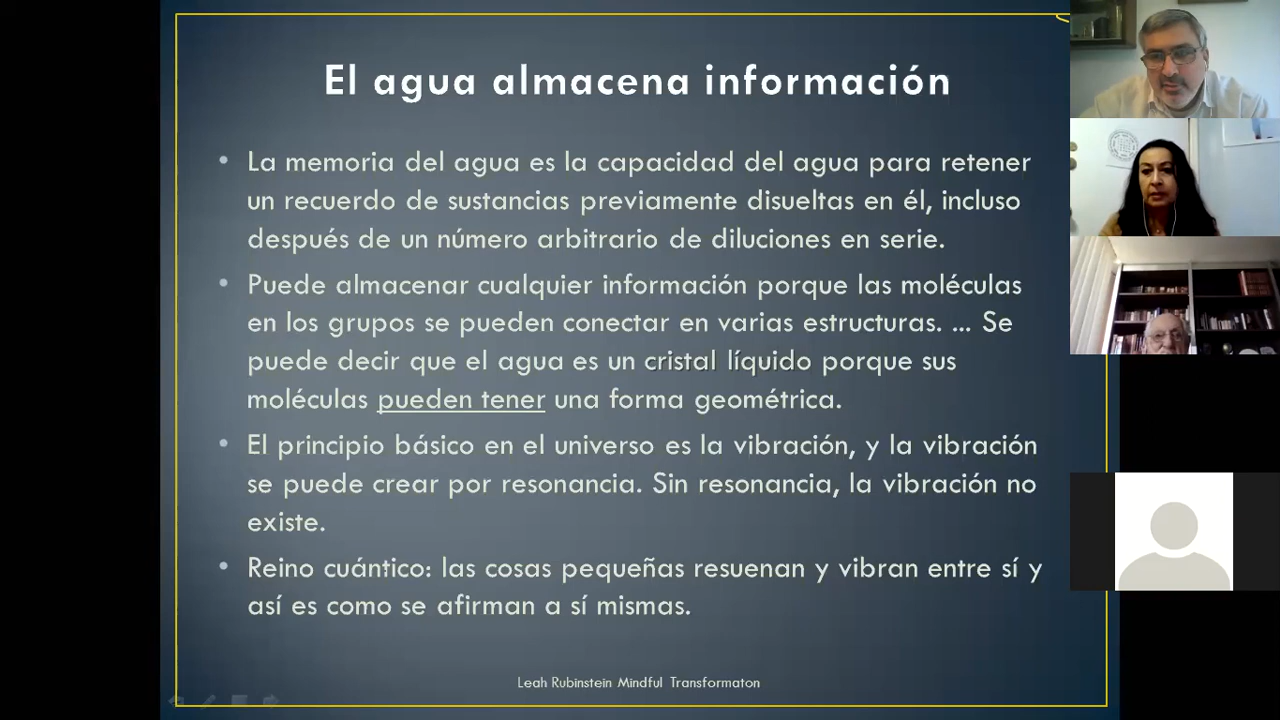 El agua almacena información
• La memoria del agua es la capacidad del agua para retener
un recuerdo de sustancias previamente disueltas en él, incluso
después de un número arbitrario de diluciones en serie.
• Puede almacenar cualquier información porque las moléculas
en los grupos se pueden conectar en varias estructuras. ... Se
puede decir que el agua es un cristal líquido porque sus
moléculas pueden tener una forma geométrica.
• El principio básico en el universo es la vibración, y la vibración
se puede crear por resonancia. Sin resonancia, la vibración no
existe.
• Reino cuántico: las cosas pequeñas resuenan y vibran entre sí y
así es como se afirman a sí mismas.
Leah Rubinstein Mindful Transformaton